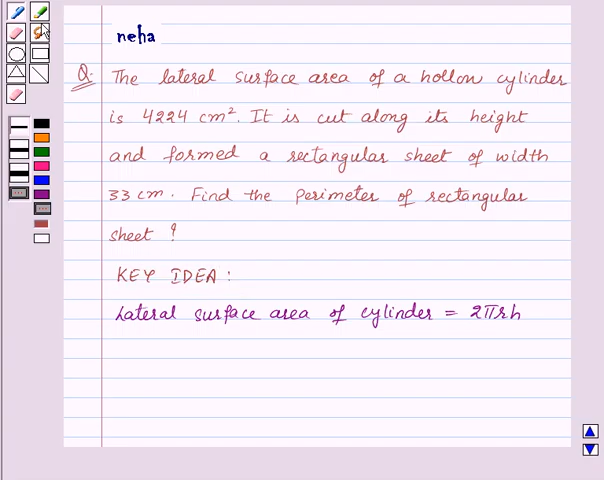 neha
Q. The lateral surface area of a hollow cylinder
is 4224 cm². It is cut along its height
and formed a rectangular sheet of width
33 cm. Find the perimeter of rectangular
sheet ?
KEY IDEA :
Lateral surface area of cylinder = 2πrh